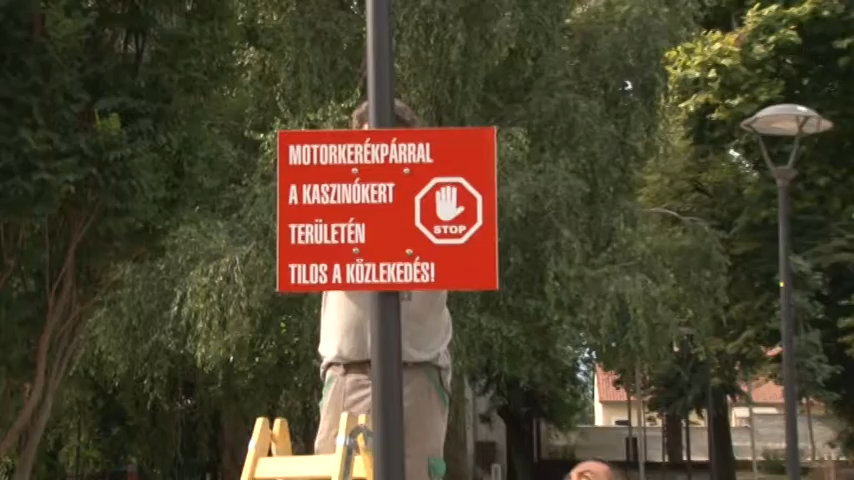 MOTORKERÉKPÁRRAL
A KASZINÓKERT
TERÜLETÉN
TILOS A KÖZLEKEDÉS!
STOP